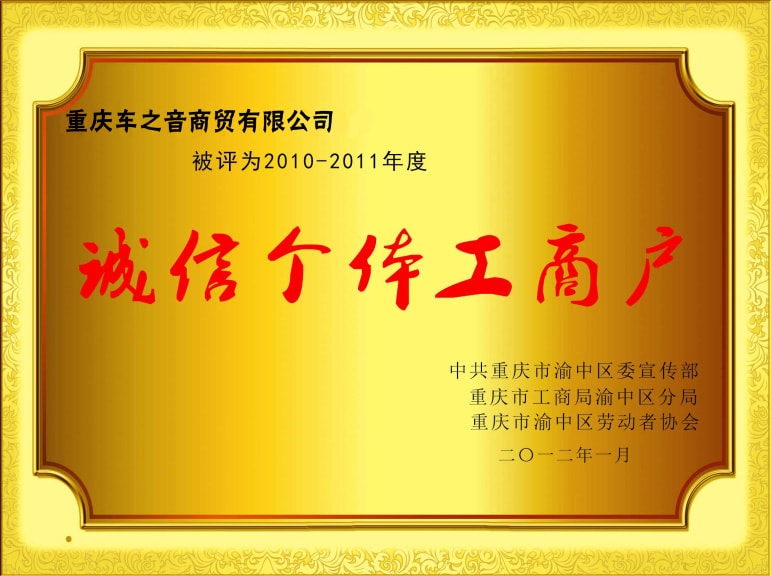 重庆车之音商贸有限公司
被评为2010-2011年度
诚信个体工商户
中共重庆市渝中区委宣传部
重庆市工商局渝中区分局
重庆市渝中区劳动者协会
二〇一二年一月